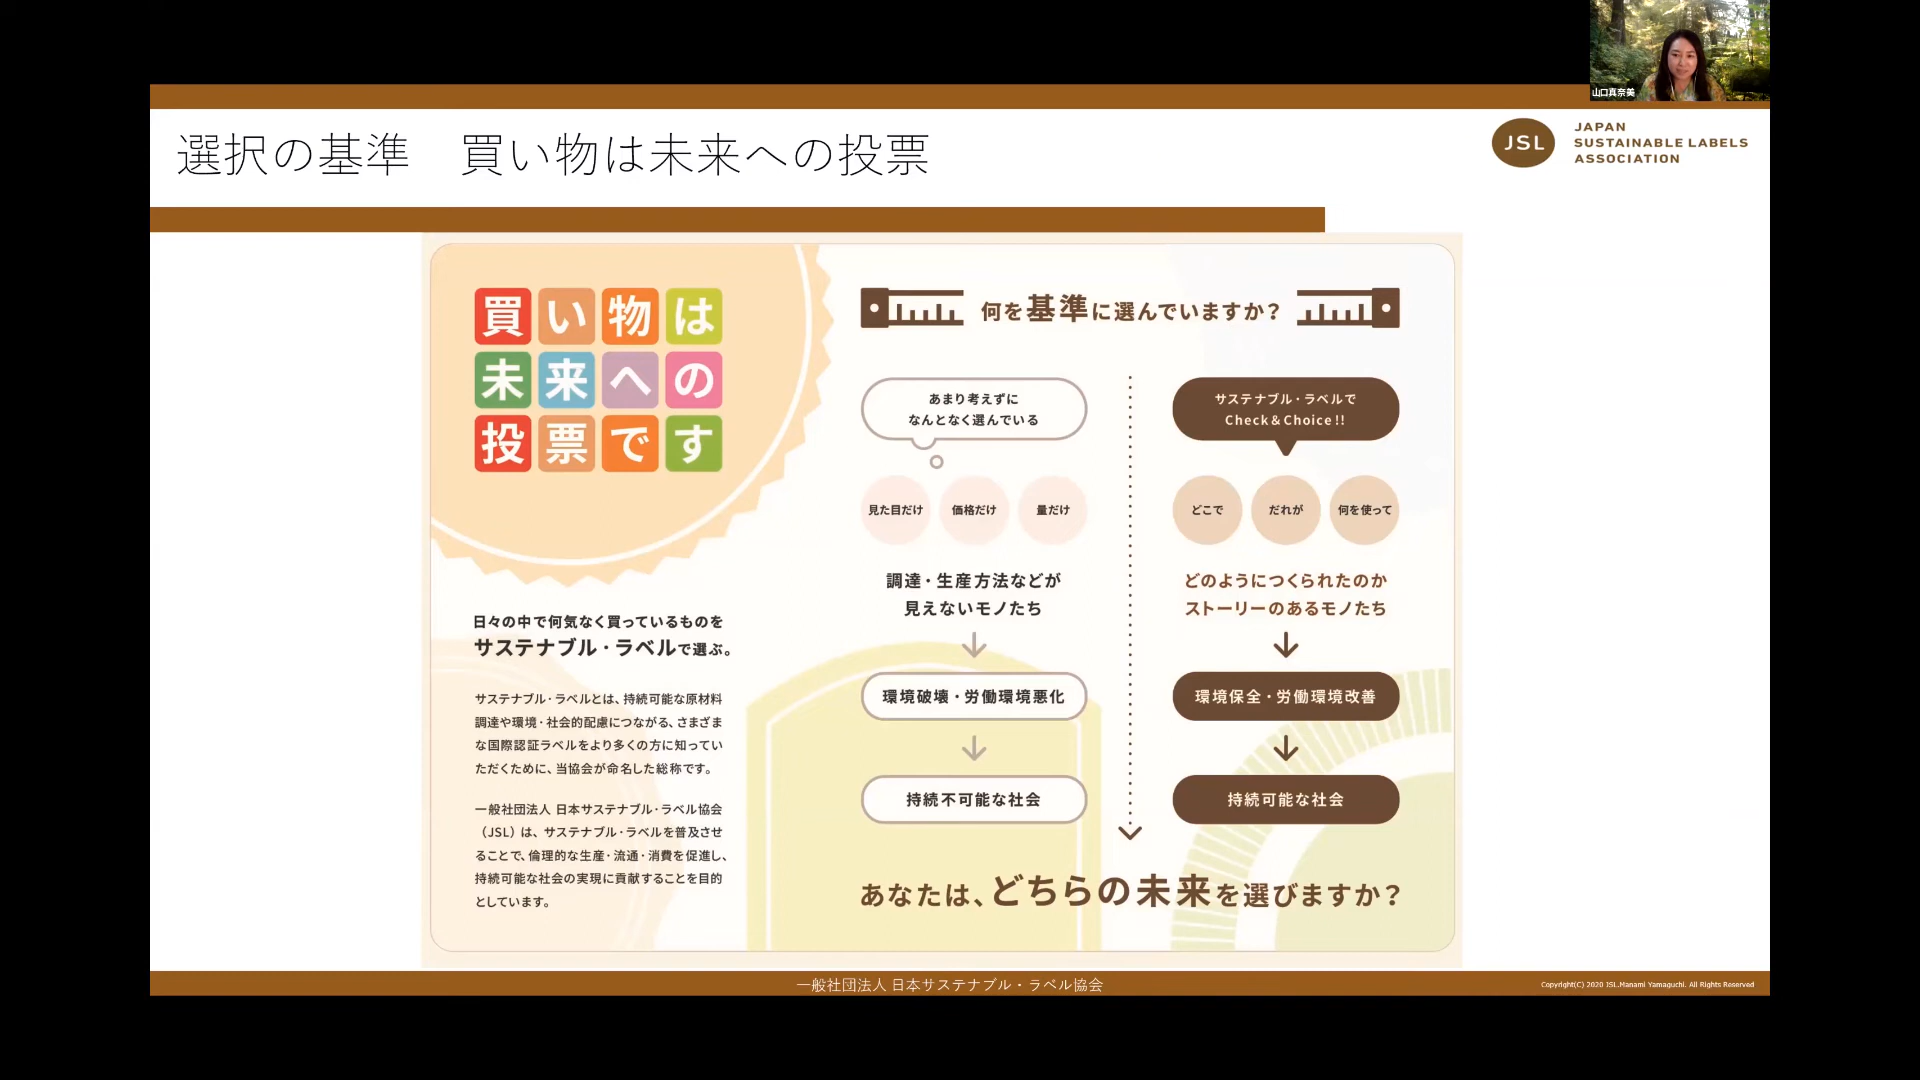 山口真奈美
選択の基準　買い物は未来への投票
JSL
JAPAN
SUSTAINABLE LABELS
ASSOCIATION
買い物は
未来への
投票です
日々の中で何気なく買っているものを
サステナブル・ラベルで選ぶ。
サステナブル・ラベルとは、持続可能な原材料
調達や環境・社会的配慮につながる、さまざま
な国際認証ラベルをより多くの方に知ってい
ただくために、当協会が命名した総称です。
一般社団法人 日本サステナブル・ラベル協会
（JSL）は、サステナブル・ラベルを普及させ
ることで、倫理的な生産・流通・消費を促進し、
持続可能な社会の実現に貢献することを目的
としています。
何を基準に選んでいますか？
あまり考えずに
なんとなく選んでいる
見た目だけ
価格だけ
量だけ
調達・生産方法などが
見えないモノたち
環境破壊・労働環境悪化
持続不可能な社会
サステナブル・ラベルで
Check＆Choice!!
どこで
だれが
何を使って
どのようにつくられたのか
ストーリーのあるモノたち
環境保全・労働環境改善
持続可能な社会
あなたは、どちらの未来を選びますか？
一般社団法人 日本サステナブル・ラベル協会
Copyright(C) 2020 JSL.Manami Yamaguchi. All Rights Reserved